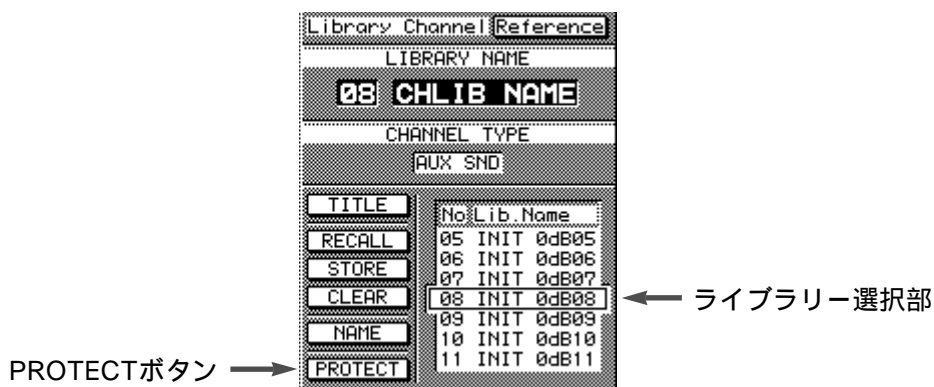 Library Channel Reference
LIBRARY NAME
08 CHLIB NAME
CHANNEL TYPE
AUX SND
TITLE
RECALL
STORE
CLEAR
NAME
PROTECT
No Lib.Name
05 INIT 0dB05
06 INIT 0dB06
07 INIT 0dB07
08 INIT 0dB08
09 INIT 0dB09
10 INIT 0dB10
11 INIT 0dB11
ライブラリー選択部
PROTECTボタン